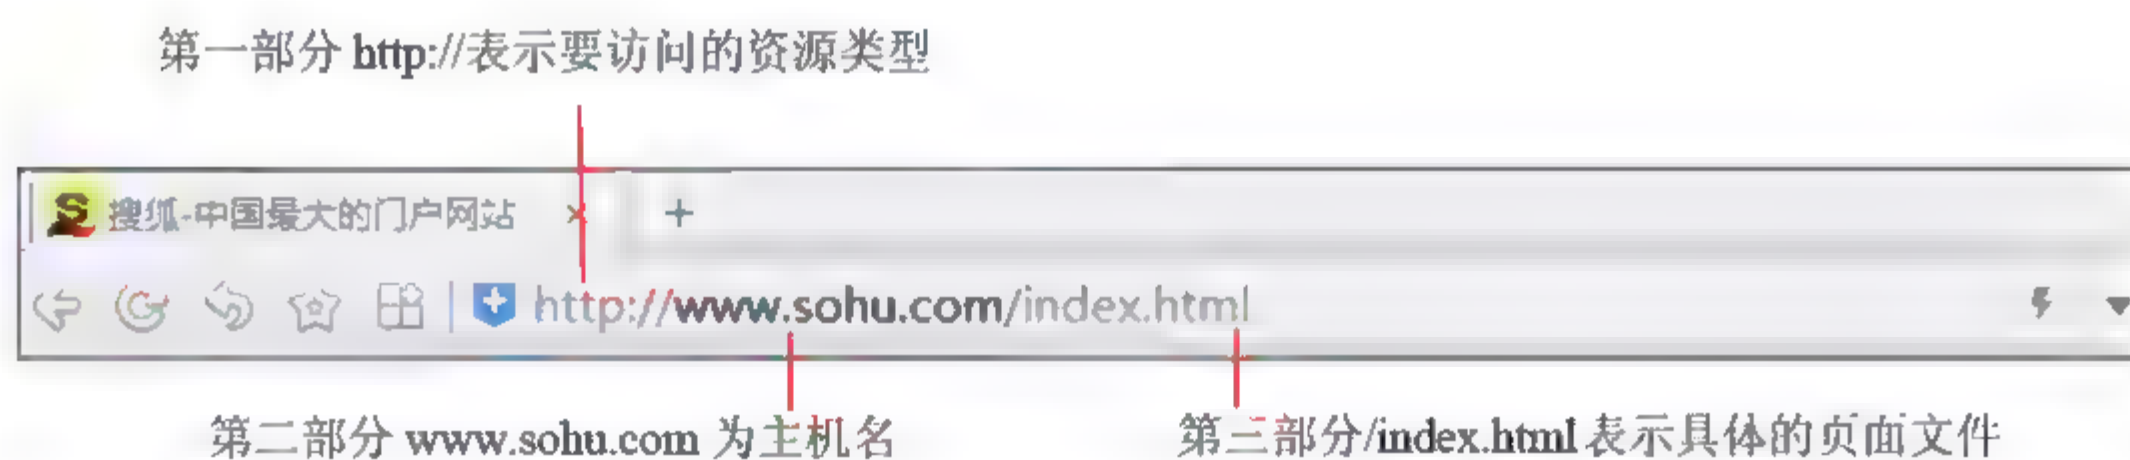 第一部分 http://表示要访问的资源类型
搜狐-中国最大的门户网站
http://www.sohu.com/index.html
第二部分 www.sohu.com 为主机名
第三部分/index.html 表示具体的页面文件